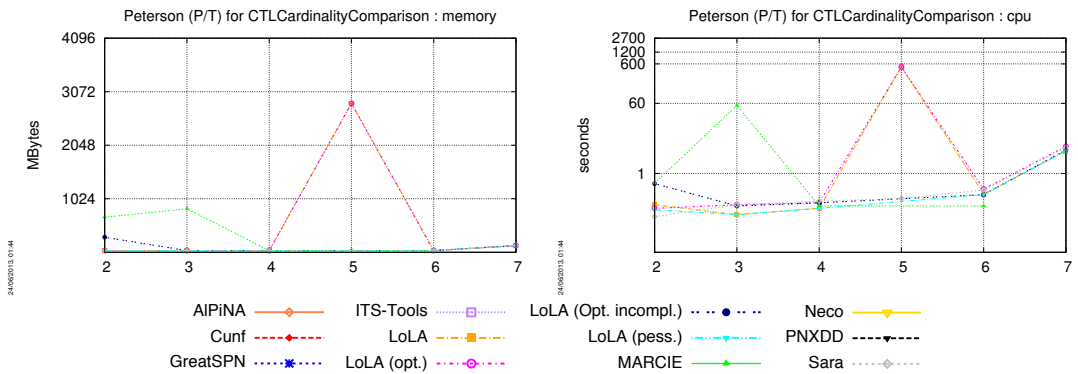 Peterson (P/T) for CTLCardinalityComparison : memory
4096
3072
2048
1024
MBytes
2 3 4 5 6 7
24/06/2013, 01:44
Peterson (P/T) for CTLCardinalityComparison : cpu
2700
1200
600
60
1
seconds
2 3 4 5 6 7
24/06/2013, 01:44
AlPiNA ITS-Tools LoLA (Opt. incompl.) Neco
Cunf LoLA LoLA (pess.) PNXDD
GreatSPN LoLA (opt.) MARCIE Sara